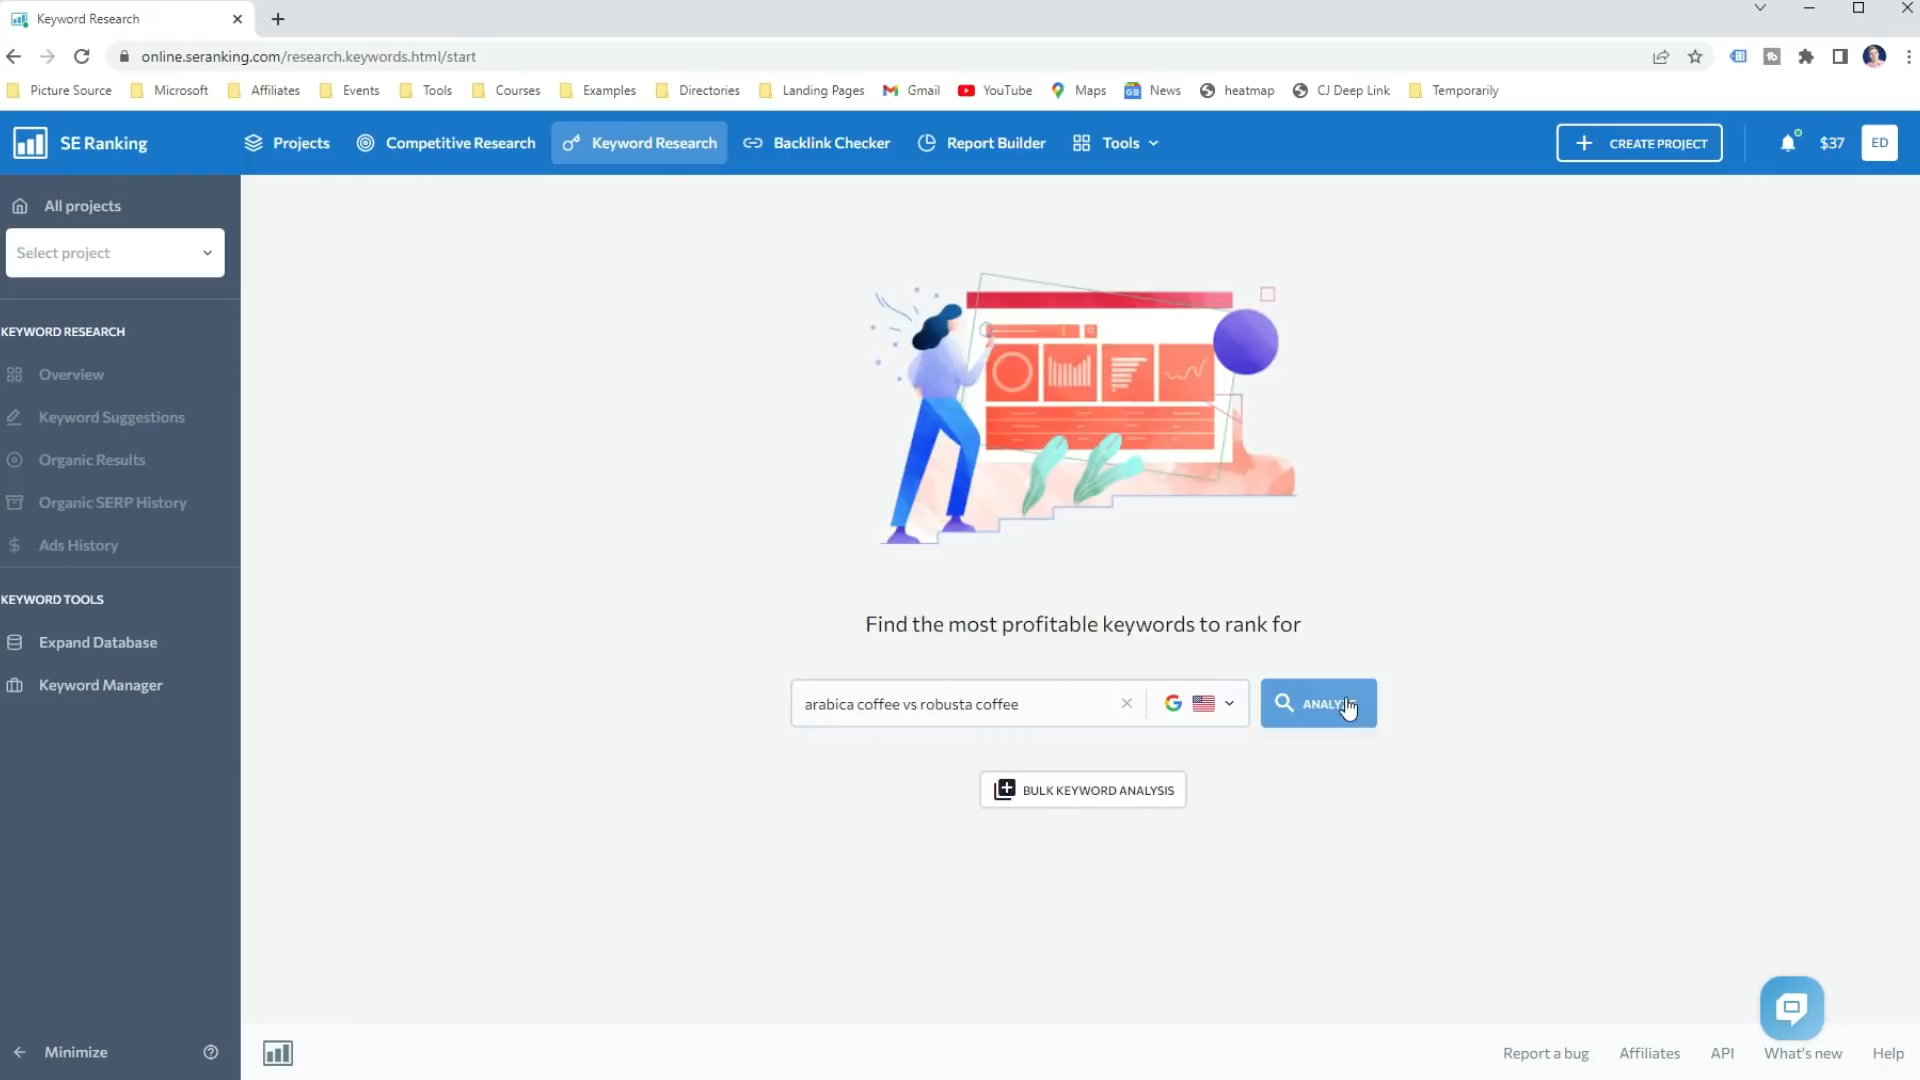 Keyword Research
online.seranking.com/research.keywords.html/start
Picture Source Microsoft Affiliates Events Tools Courses Examples Directories Landing Pages Gmail YouTube Maps News heatmap CJ Deep Link Temporarily
SE Ranking Projects Competitive Research Keyword Research Backlink Checker Report Builder Tools CREATE PROJECT $37 ED
All projects
Select project
KEYWORD RESEARCH
Overview
Keyword Suggestions
Organic Results
Organic SERP History
Ads History
KEYWORD TOOLS
Expand Database
Keyword Manager
Minimize
Find the most profitable keywords to rank for
arabica coffee vs robusta coffee
BULK KEYWORD ANALYSIS
Report a bug Affiliates API What's new Help